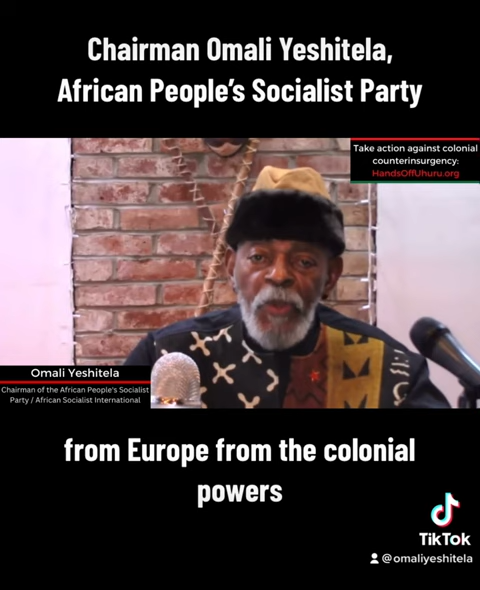 Chairman Omali Yeshitela,
African People's Socialist Party
Take action against colonial
counterinsurgency:
HandsOffUhuru.org
Omali Yeshitela
Chairman of the African People's Socialist
Party / African Socialist International
from Europe from the colonial
powers
TikTok
@omaliyeshitela